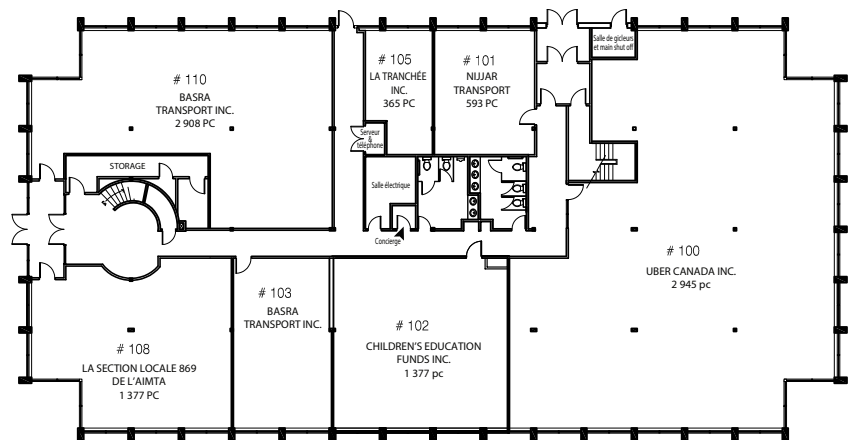 # 110
BASRA
TRANSPORT INC.
2 908 PC
# 105
LA TRANCHÉE
INC.
365 PC
# 101
NIJJAR
TRANSPORT
593 PC
Salle de gicleurs
et main shut off
Serveur
&
téléphone
STORAGE
Salle électrique
Concierge
# 100
UBER CANADA INC.
2 945 pc
# 103
BASRA
TRANSPORT INC.
# 102
CHILDREN'S EDUCATION
FUNDS INC.
1 377 pc
# 108
LA SECTION LOCALE 869
DE L'AIMTA
1 377 PC